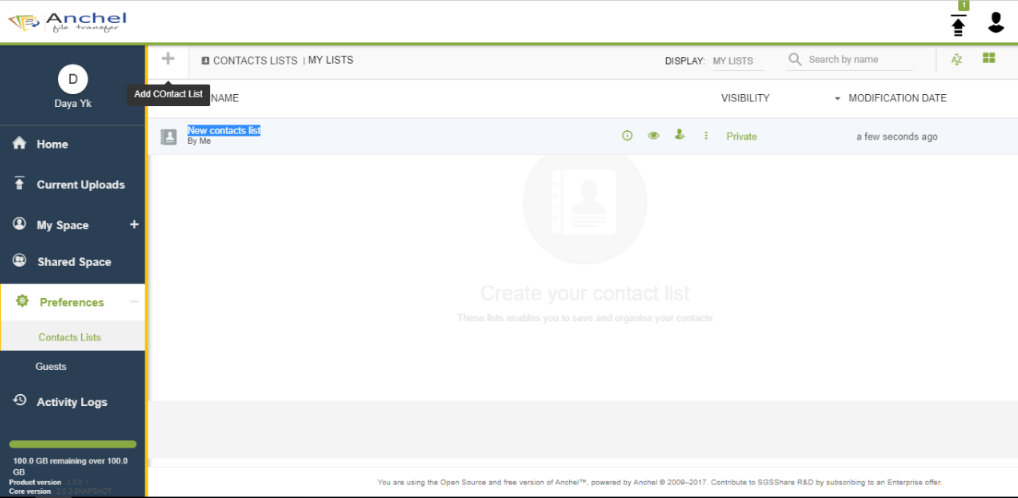 Anchel
file transfer
1
D
Daya Yk
Home
Current Uploads
My Space +
Shared Space
Preferences
Contacts Lists
Guests
Activity Logs
100.0 GB remaining over 100.0
GB
Product version
Core version 2.0.2-SNAPSHOT
CONTACTS LISTS | MY LISTS
DISPLAY: MY LISTS
Search by name
AZ
Add COntact List
NAME
VISIBILITY
MODIFICATION DATE
New contacts list
By Me
Private
a few seconds ago
Create your contact list
These lists enables you to save and organise your contacts
You are using the Open Source and free version of Anchel™, powered by Anchel © 2009–2017. Contribute to SGSShare R&D by subscribing to an Enterprise offer.